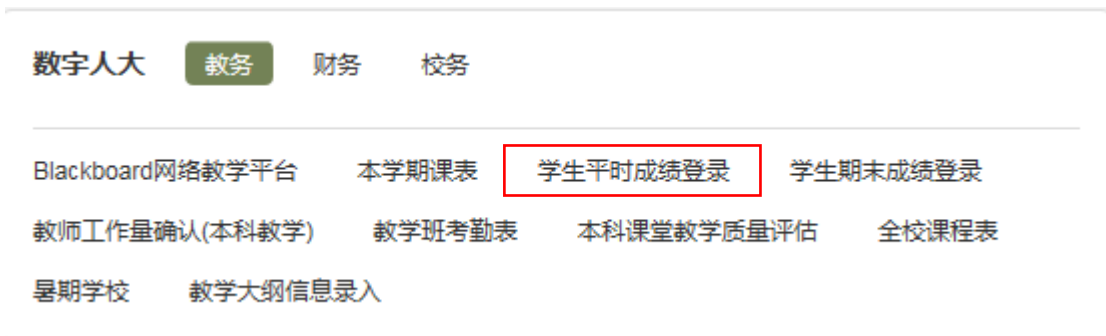 数字人大 教务 财务 校务
Blackboard网络教学平台 本学期课表 学生平时成绩登录 学生期末成绩登录
教师工作量确认(本科教学) 教学班考勤表 本科课堂教学质量评估 全校课程表
暑期学校 教学大纲信息录入